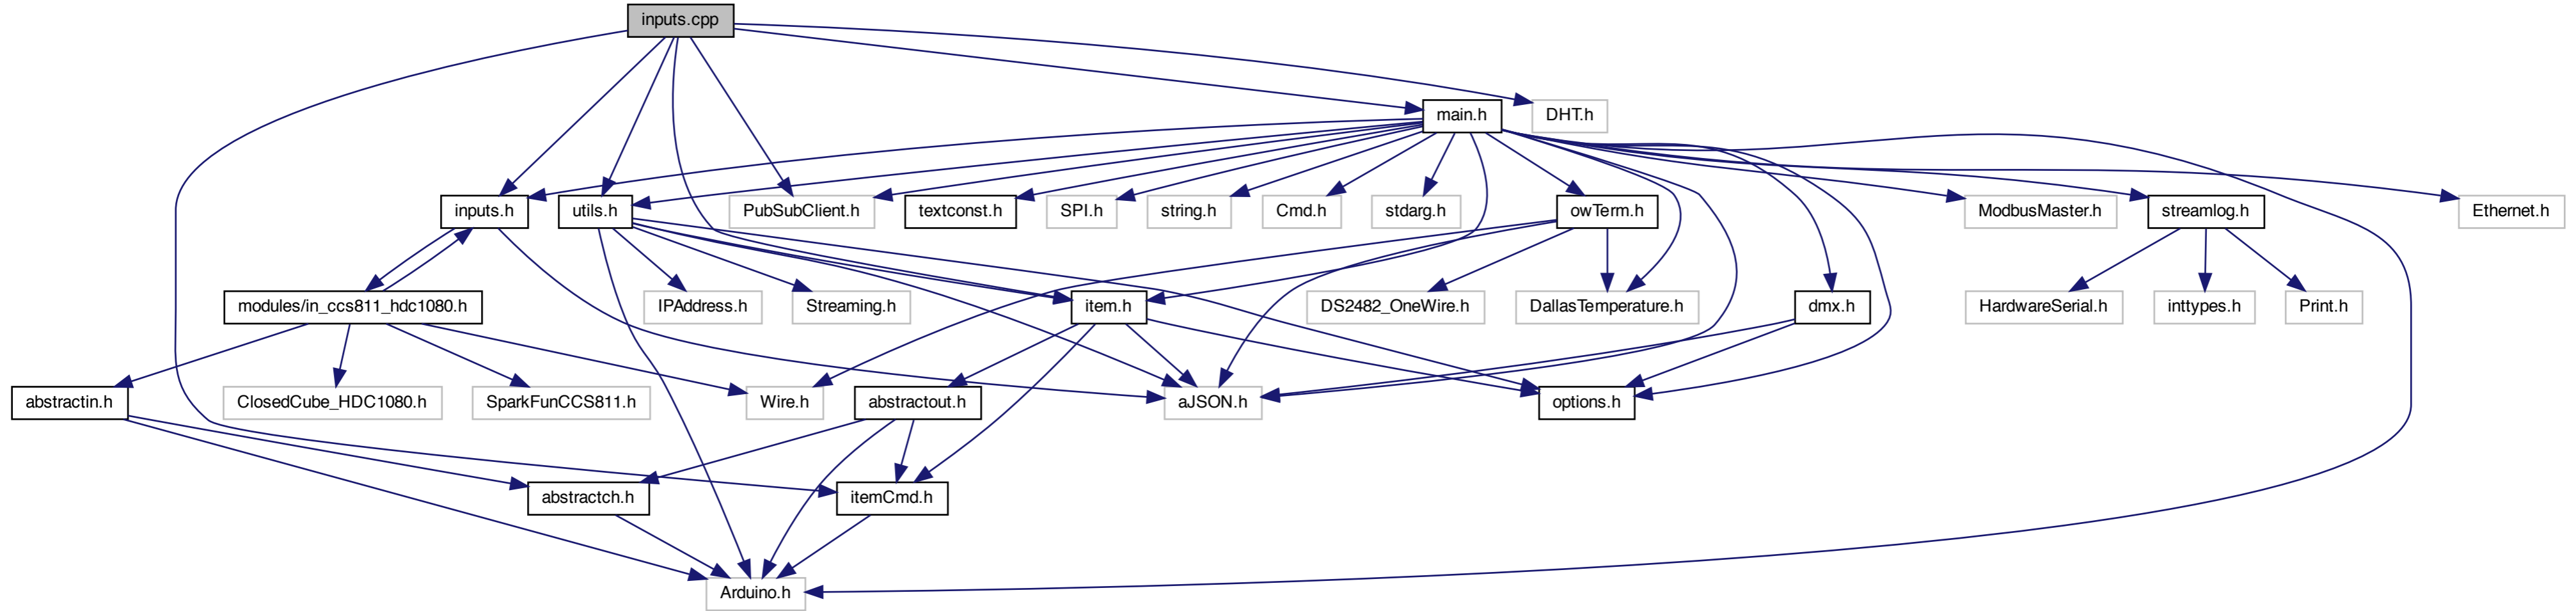 inputs.cpp
main.h
DHT.h
inputs.h
utils.h
PubSubClient.h
textconst.h
SPI.h
string.h
Cmd.h
stdarg.h
owTerm.h
ModbusMaster.h
streamlog.h
Ethernet.h
modules/in_ccs811_hdc1080.h
IPAddress.h
Streaming.h
item.h
DS2482_OneWire.h
DallasTemperature.h
dmx.h
HardwareSerial.h
inttypes.h
Print.h
abstractin.h
ClosedCube_HDC1080.h
SparkFunCCS811.h
Wire.h
abstractout.h
aJSON.h
options.h
abstractch.h
itemCmd.h
Arduino.h